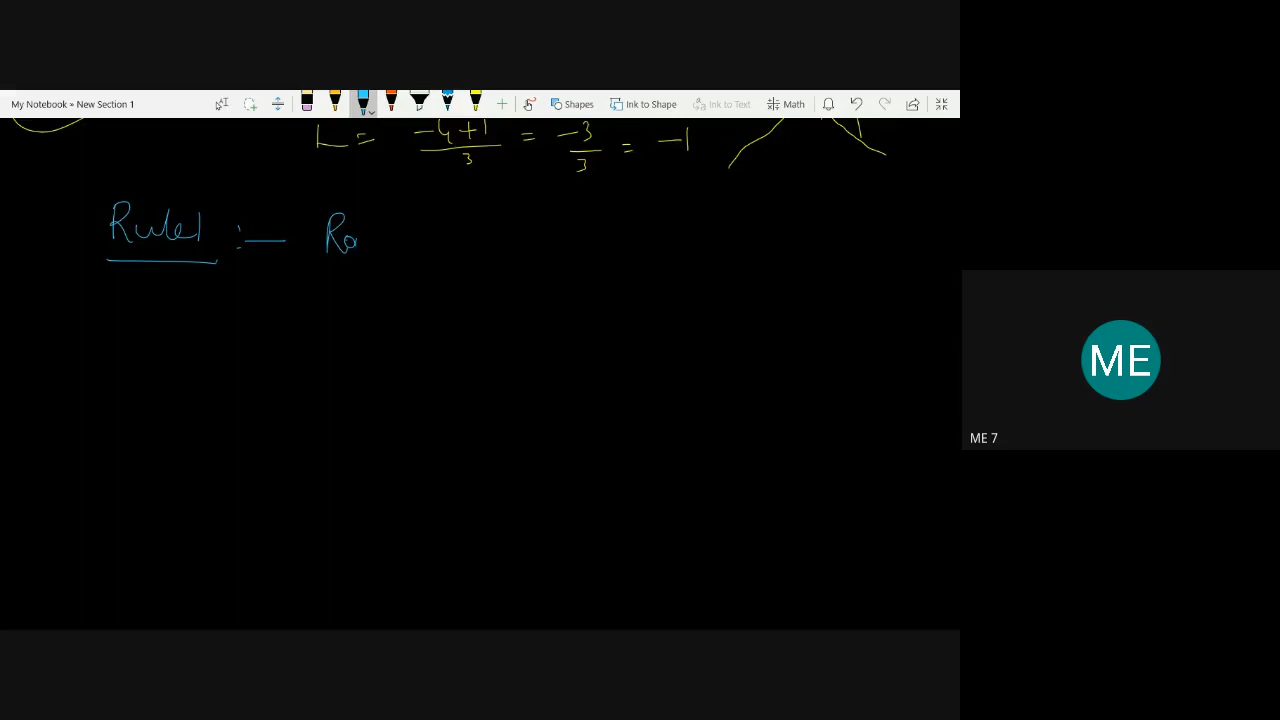 My Notebook » New Section 1
Shapes
Ink to Shape
Ink to Text
Math
L = -4+1/3 = -3/3 = -1
Rule1 :— Ro
ME
ME 7